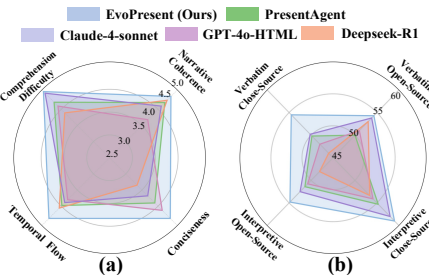 EvoPresent (Ours) PresentAgent
Claude-4-sonnet GPT-4o-HTML Deepseek-R1
Comprehension
Difficulty
Narrative
Coherence
5.0
4.5
4.0
3.5
3.0
2.5
Temporal Flow
Conciseness
(a)
Verbatim
Close-Source
Verbatim
Open-Source
60
55
50
45
Interpretive
Open-Source
Interpretive
Close-Source
(b)